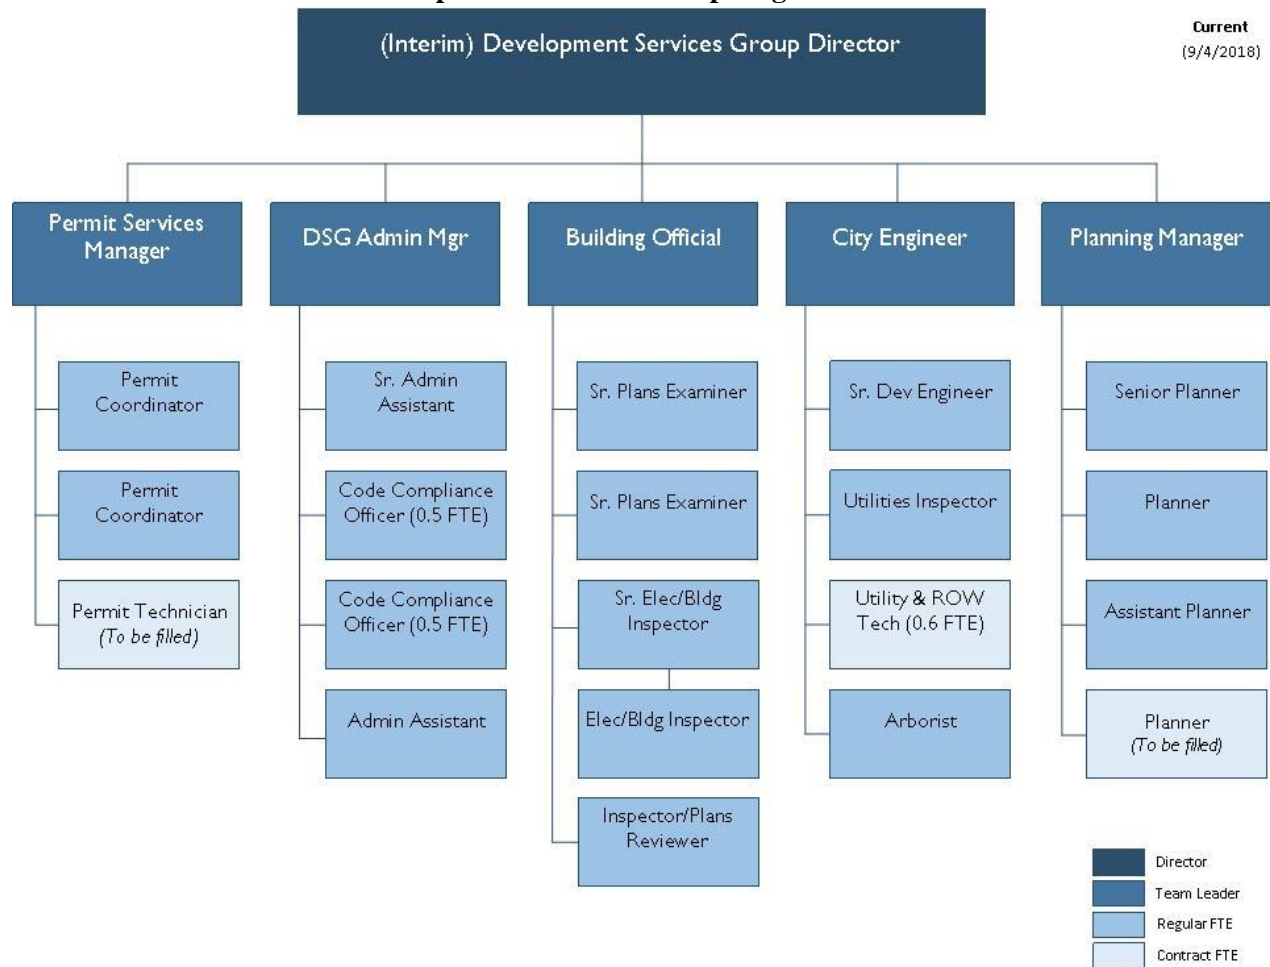 (Interim) Development Services Group Director
Current
(9/4/2018)
Permit Services
Manager
DSG Admin Mgr
Building Official
City Engineer
Planning Manager
Permit
Coordinator
Sr. Admin
Assistant
Sr. Plans Examiner
Sr. Dev Engineer
Senior Planner
Permit
Coordinator
Code Compliance
Officer (0.5 FTE)
Sr. Plans Examiner
Utilities Inspector
Planner
Permit Technician
(To be filled)
Code Compliance
Officer (0.5 FTE)
Sr. Elec/Bldg
Inspector
Utility & ROW
Tech (0.6 FTE)
Assistant Planner
Admin Assistant
Elec/Bldg Inspector
Arborist
Planner
(To be filled)
Inspector/Plans
Reviewer
Director
Team Leader
Regular FTE
Contract FTE